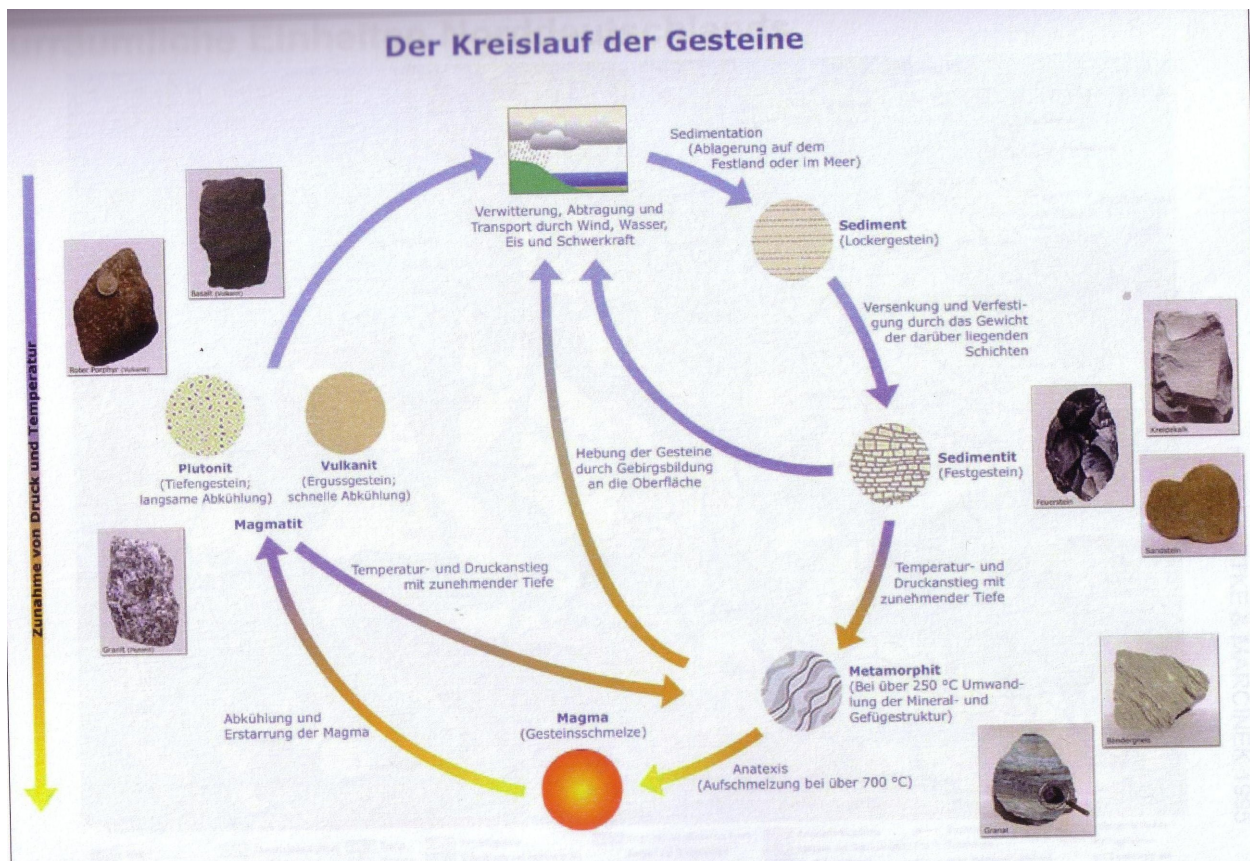 Der Kreislauf der Gesteine
Zunahme von Druck und Temperatur
Sedimentation
(Ablagerung auf dem
Festland oder im Meer)
Verwitterung, Abtragung und
Transport durch Wind, Wasser,
Eis und Schwerkraft
Sediment
(Lockergestein)
Basalt (Vulkanit)
Roter Porphyr (Vulkanit)
Versenkung und Verfesti-
gung durch das Gewicht
der darüber liegenden
Schichten
Kreidekalk
Feuerstein
Sandstein
Plutonit
(Tiefengestein;
langsame Abkühlung)
Vulkanit
(Ergussgestein;
schnelle Abkühlung)
Magmatit
Hebung der Gesteine
durch Gebirgsbildung
an die Oberfläche
Sedimentit
(Festgestein)
Granit (Plutonit)
Temperatur- und Druckanstieg
mit zunehmender Tiefe
Temperatur- und
Druckanstieg mit
zunehmender Tiefe
Metamorphit
(Bei über 250 °C Umwand-
lung der Mineral- und
Gefügestruktur)
Bändergneis
Granat
Abkühlung und
Erstarrung der Magma
Magma
(Gesteinsschmelze)
Anatexis
(Aufschmelzung bei über 700 °C)